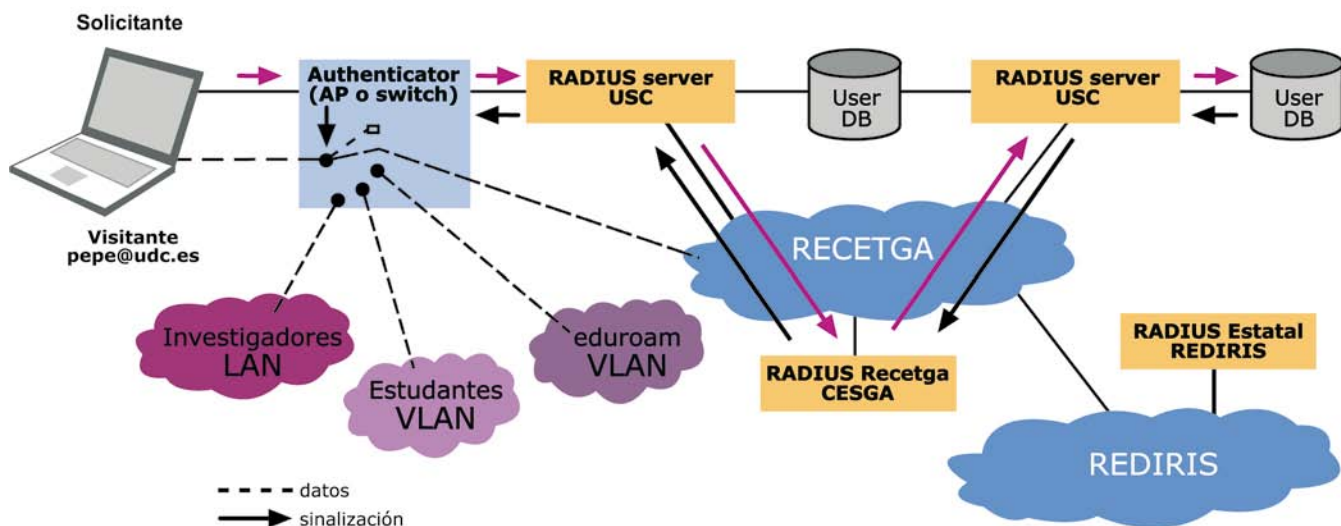 Solicitante
Authenticator
(AP o switch)
RADIUS server
USC
User
DB
RADIUS server
USC
User
DB
Visitante
pepe@udc.es
RECETGA
Investigadores
LAN
Estudantes
VLAN
eduroam
VLAN
RADIUS Recetga
CESGA
RADIUS Estatal
REDIRIS
REDIRIS
datos
sinalización